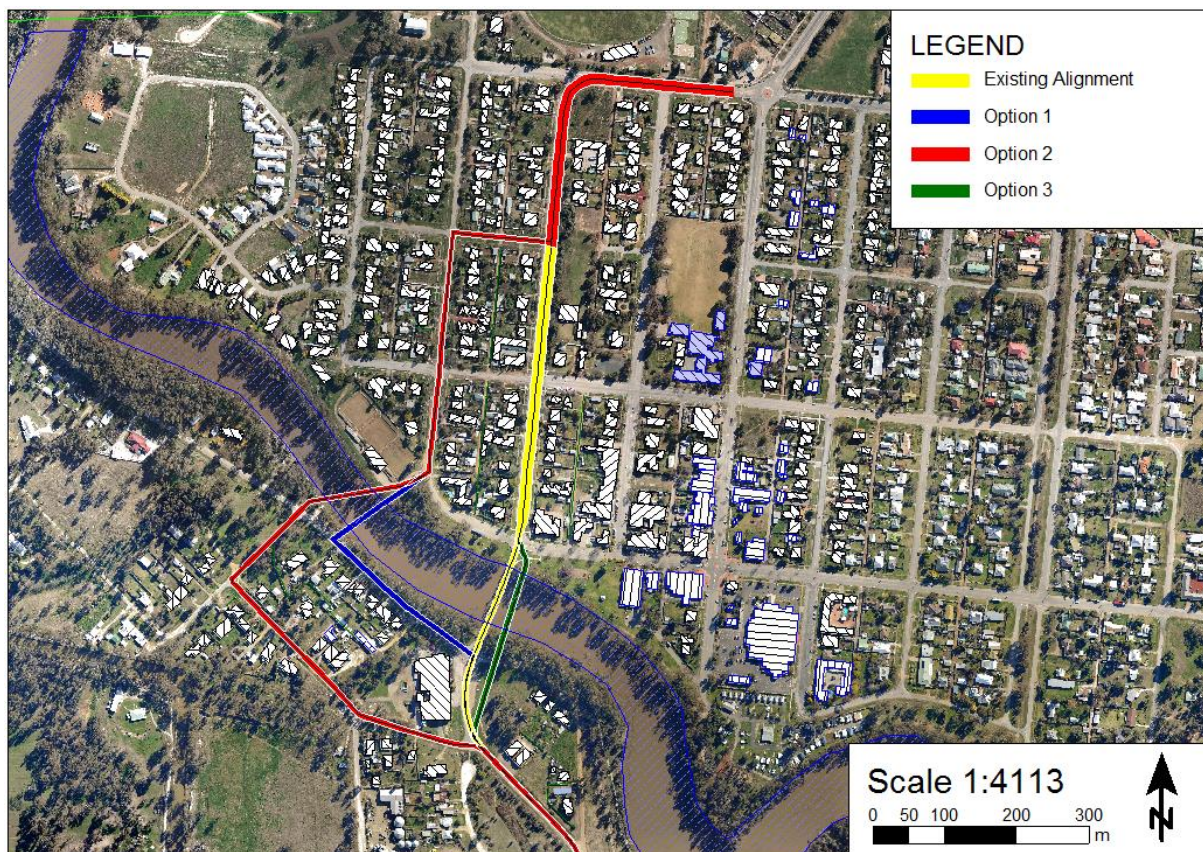 LEGEND
Existing Alignment
Option 1
Option 2
Option 3
Scale 1:4113
0 50 100 200 300
m
N